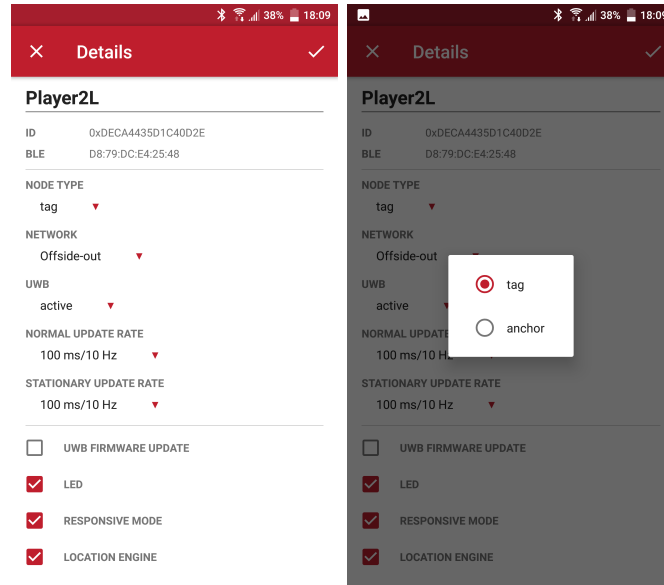 38% 18:09
Details
Player2L
ID 0xDECA4435D1C40D2E
BLE D8:79:DC:E4:25:48
NODE TYPE
tag
NETWORK
Offside-out
UWB
active
NORMAL UPDATE RATE
100 ms/10 Hz
STATIONARY UPDATE RATE
100 ms/10 Hz
UWB FIRMWARE UPDATE
LED
RESPONSIVE MODE
LOCATION ENGINE
38% 18:09
Details
Player2L
ID 0xDECA4435D1C40D2E
BLE D8:79:DC:E4:25:48
NODE TYPE
tag
NETWORK
Offside-out
UWB
active
NORMAL UPDATE
100 ms/10 Hz
STATIONARY UPDATE RATE
100 ms/10 Hz
UWB FIRMWARE UPDATE
LED
RESPONSIVE MODE
LOCATION ENGINE
tag
anchor